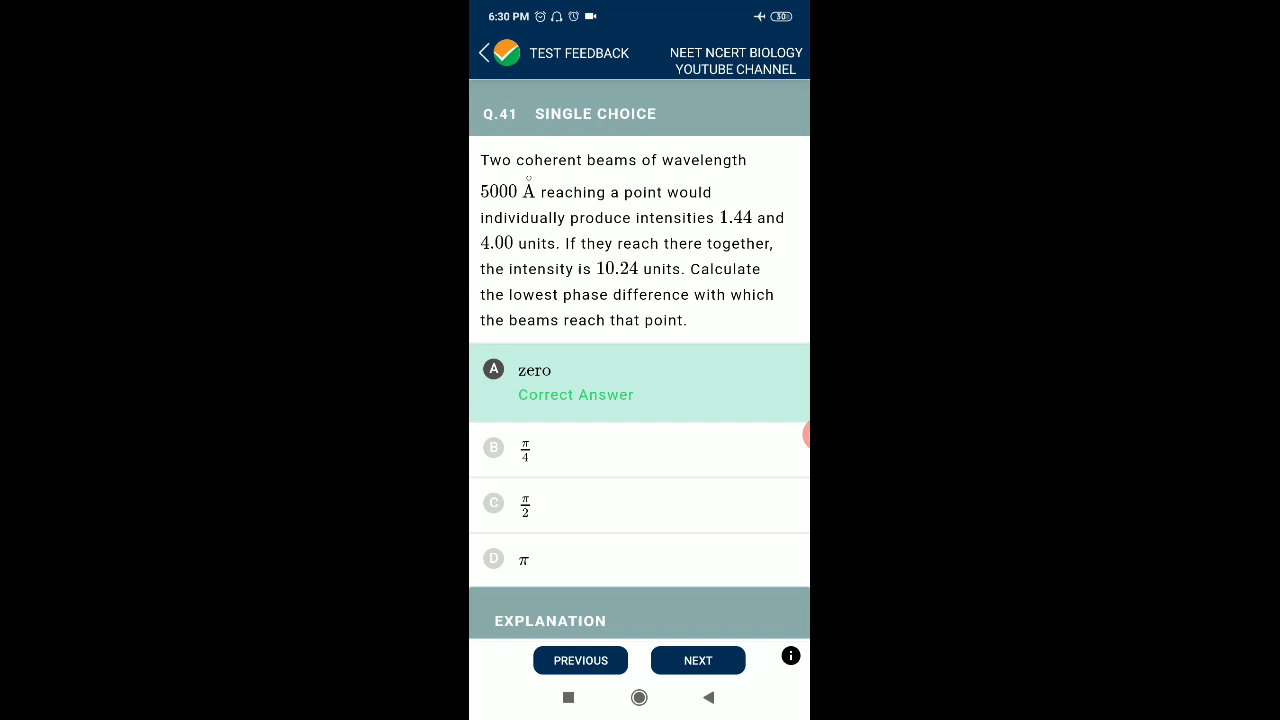 6:30 PM 30
TEST FEEDBACK
NEET NCERT BIOLOGY
YOUTUBE CHANNEL
Q.41 SINGLE CHOICE
Two coherent beams of wavelength
5000 Å reaching a point would
individually produce intensities 1.44 and
4.00 units. If they reach there together,
the intensity is 10.24 units. Calculate
the lowest phase difference with which
the beams reach that point.
A zero
Correct Answer
B π/4
C π/2
D π
EXPLANATION
PREVIOUS NEXT i